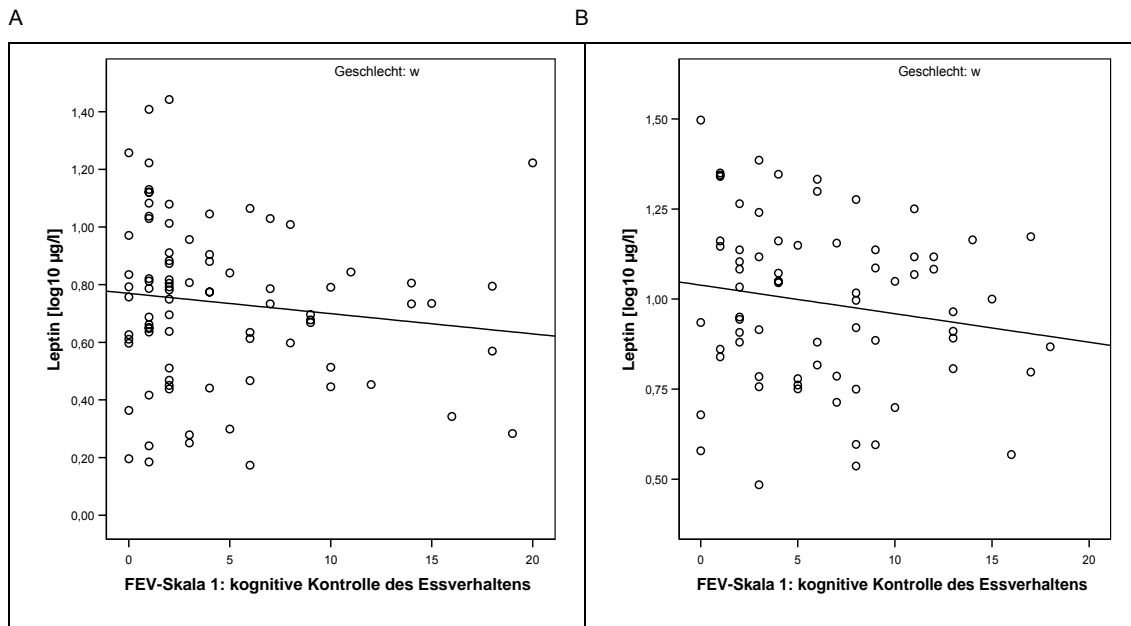 A
B
Geschlecht: w
1,40
1,20
1,00
0,80
0,60
0,40
0,20
0,00
Leptin [log10 µg/l]
0
5
10
15
20
FEV-Skala 1: kognitive Kontrolle des Essverhaltens
Geschlecht: w
1,50
1,25
1,00
0,75
0,50
Leptin [log10 µg/l]
0
5
10
15
20
FEV-Skala 1: kognitive Kontrolle des Essverhaltens